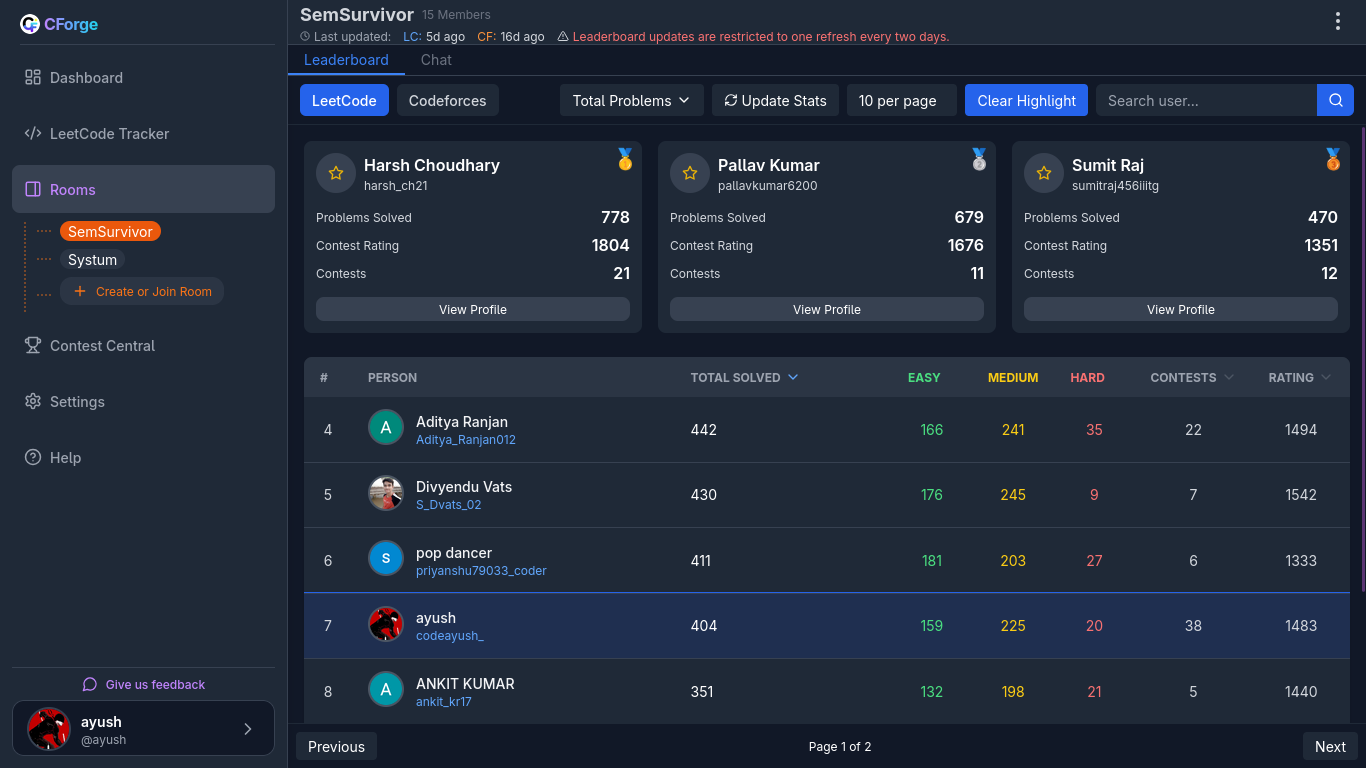 CForge
Dashboard
LeetCode Tracker
Rooms
SemSurvivor
Systum
Create or Join Room
Contest Central
Settings
Help
Give us feedback
ayush
@ayush
SemSurvivor 15 Members
Last updated: LC: 5d ago CF: 16d ago Leaderboard updates are restricted to one refresh every two days.
Leaderboard Chat
LeetCode Codeforces Total Problems Update Stats 10 per page Clear Highlight Search user...
Harsh Choudhary
harsh_ch21
Problems Solved 778
Contest Rating 1804
Contests 21
View Profile
Pallav Kumar
pallavkumar6200
Problems Solved 679
Contest Rating 1676
Contests 11
View Profile
Sumit Raj
sumitraj456iiitg
Problems Solved 470
Contest Rating 1351
Contests 12
View Profile
# PERSON TOTAL SOLVED EASY MEDIUM HARD CONTESTS RATING
4 A Aditya Ranjan 442 166 241 35 22 1494
Aditya_Ranjan012
5 Divyendu Vats 430 176 245 9 7 1542
S_Dvats_02
6 s pop dancer 411 181 203 27 6 1333
priyanshu79033_coder
7 ayush 404 159 225 20 38 1483
codeayush_
8 A ANKIT KUMAR 351 132 198 21 5 1440
ankit_kr17
Previous Page 1 of 2 Next